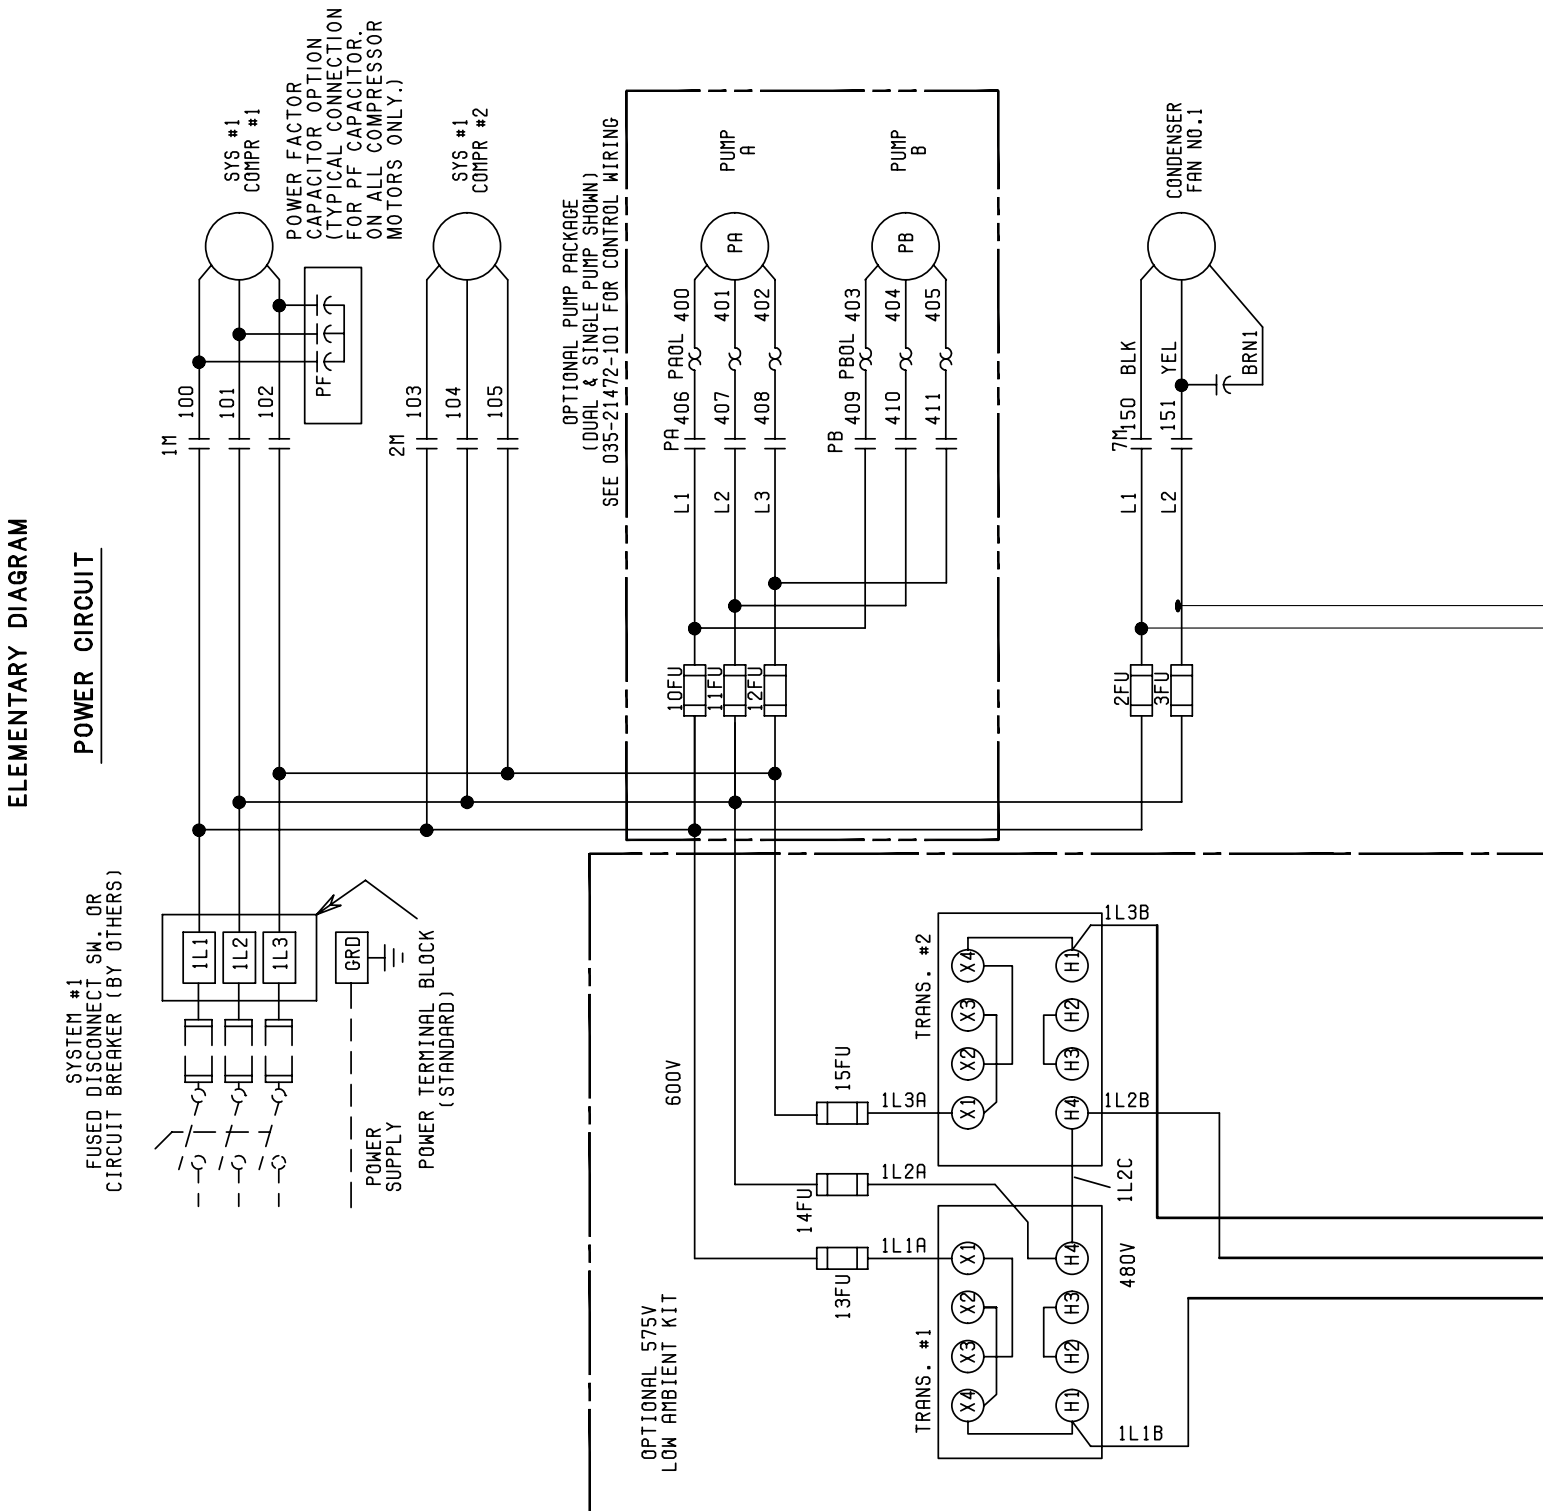 ELEMENTARY DIAGRAM
POWER CIRCUIT
SYSTEM #1
FUSED DISCONNECT SW. OR
CIRCUIT BREAKER (BY OTHERS)
1L1
1L2
1L3
GRD
POWER
SUPPLY
POWER TERMINAL BLOCK
(STANDARD)
1M
100
101
102
PF
SYS #1
COMPR #1
POWER FACTOR
CAPACITOR OPTION
(TYPICAL CONNECTION
FOR PF CAPACITOR.
ON ALL COMPRESSOR
MOTORS ONLY.)
2M
103
104
105
SYS #1
COMPR #2
OPTIONAL PUMP PACKAGE
(DUAL & SINGLE PUMP SHOWN)
SEE 035-21472-101 FOR CONTROL WIRING
10FU
11FU
12FU
L1
L2
L3
PA
406
PAOL
400
407
401
408
402
PA
PUMP
A
PB
409
PBOL
403
410
404
411
405
PB
PUMP
B
2FU
3FU
L1
L2
7M
150
BLK
151
YEL
BRN1
CONDENSER
FAN NO.1
OPTIONAL 575V
LOW AMBIENT KIT
600V
13FU
14FU
15FU
1L1A
1L2A
1L3A
TRANS. #1
X4
X3
X2
X1
H1
H2
H3
H4
TRANS. #2
X1
X2
X3
X4
H4
H3
H2
H1
480V
1L2C
1L1B
1L2B
1L3B